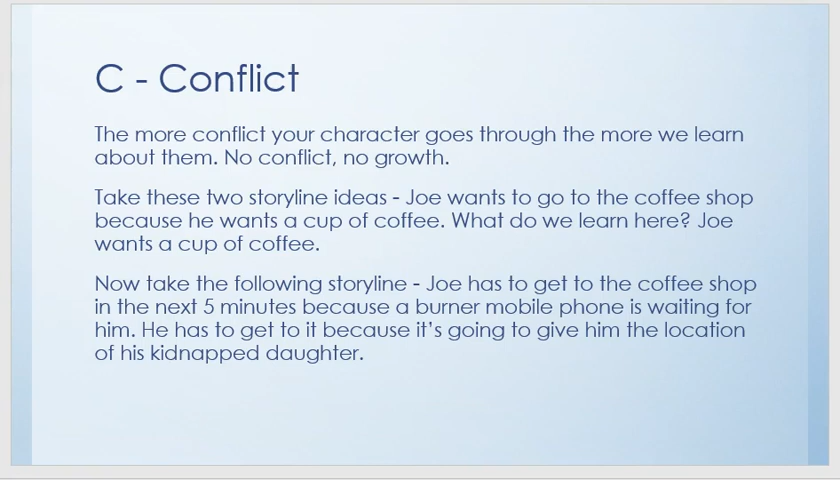 C - Conflict
The more conflict your character goes through the more we learn
about them. No conflict, no growth.
Take these two storyline ideas - Joe wants to go to the coffee shop
because he wants a cup of coffee. What do we learn here? Joe
wants a cup of coffee.
Now take the following storyline - Joe has to get to the coffee shop
in the next 5 minutes because a burner mobile phone is waiting for
him. He has to get to it because it’s going to give him the location
of his kidnapped daughter.